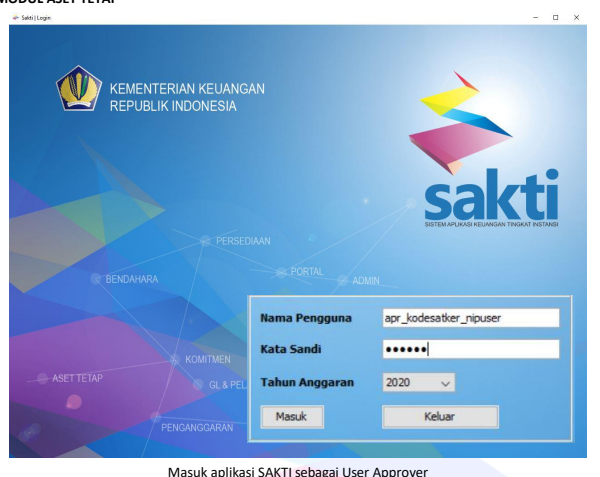 MODUL ASET TETAP
Sakti | Login
KEMENTERIAN KEUANGAN
REPUBLIK INDONESIA
sakti
SISTEM APLIKASI KEUANGAN TINGKAT INSTANSI
PERSEDIAAN
PORTAL
BENDAHARA
ADMIN
Nama Pengguna apr_kodesatker_nipuser
Kata Sandi ●●●●●●
KOMITMEN
ASET TETAP
Tahun Anggaran 2020
GL & PEL
Masuk Keluar
PENGANGGARAN
Masuk aplikasi SAKTI sebagai User Approver